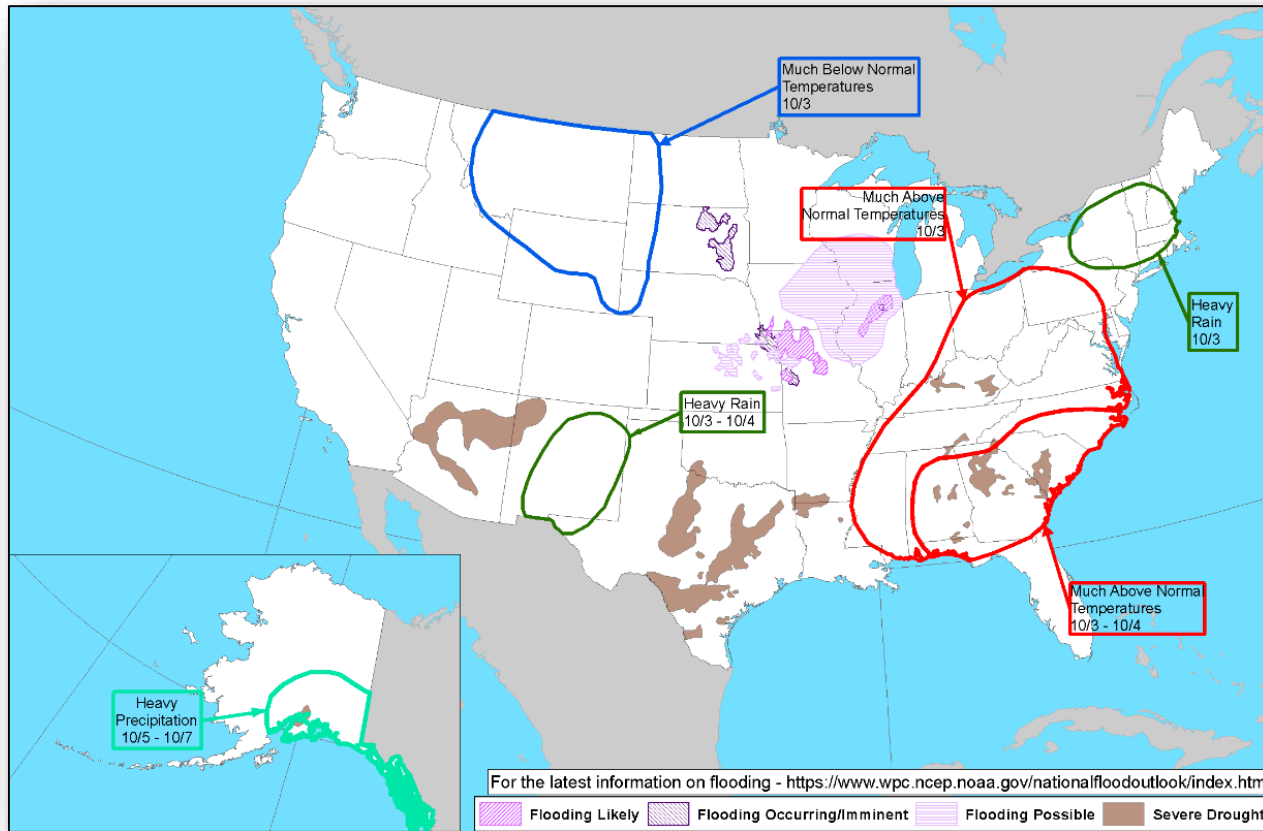 Much Below Normal
Temperatures
10/3
Much Above
Normal Temperatures
10/3
Heavy
Rain
10/3
Heavy Rain
10/3 - 10/4
Much Above Normal
Temperatures
10/3 - 10/4
Heavy
Precipitation
10/5 - 10/7
For the latest information on flooding - https://www.wpc.ncep.noaa.gov/nationalfloodoutlook/index.htm
Flooding Likely
Flooding Occurring/Imminent
Flooding Possible
Severe Drought